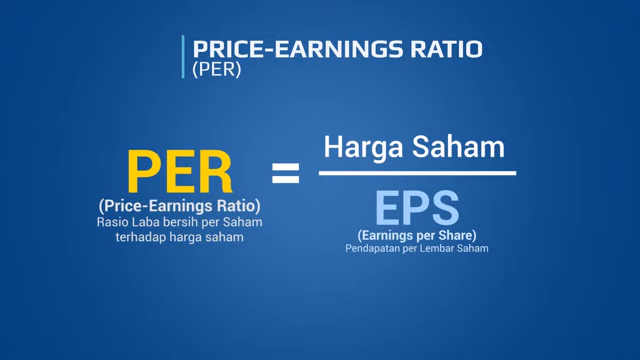 PRICE-EARNINGS RATIO
(PER)
PER
(Price-Earnings Ratio)
Rasio Laba bersih per Saham
terhadap harga saham
=
Harga Saham
EPS
(Earnings per Share)
Pendapatan per Lembar Saham